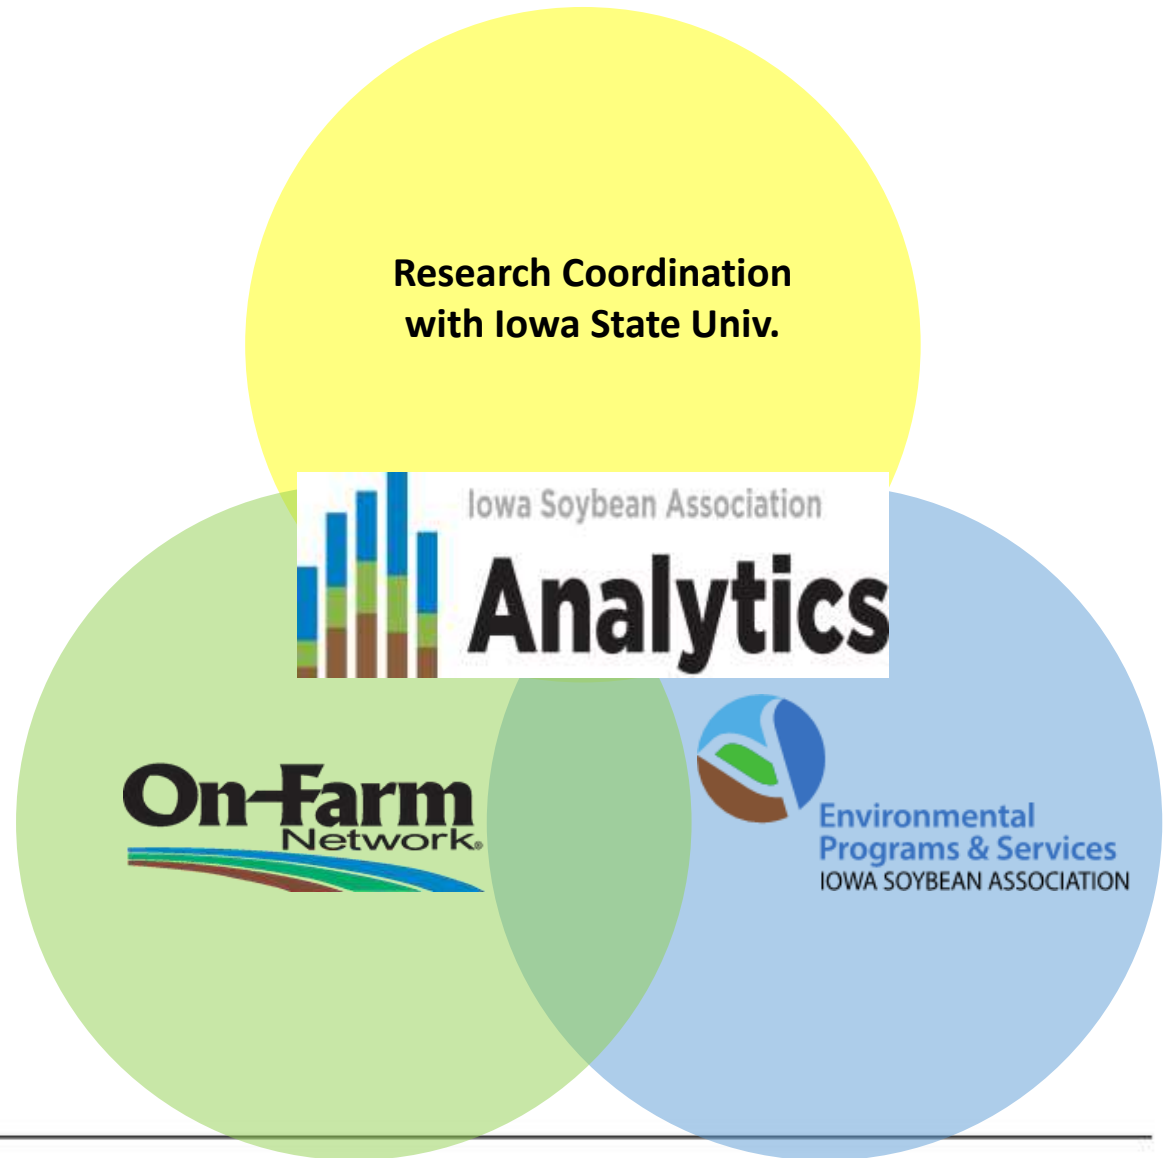 Research Coordination
with Iowa State Univ.
Iowa Soybean Association
Analytics
On-Farm
Network®
Environmental
Programs & Services
IOWA SOYBEAN ASSOCIATION